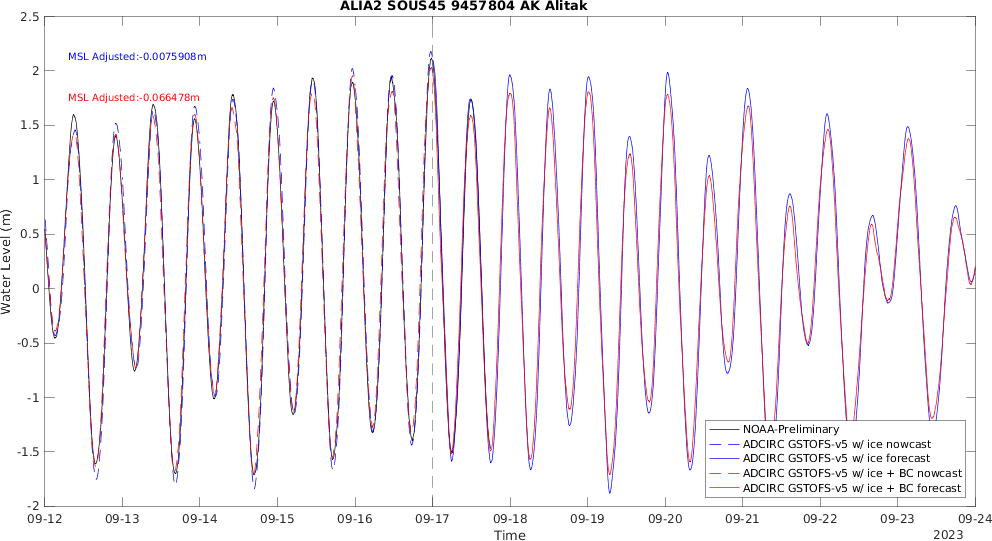 ALIA2 SOUS45 9457804 AK Alitak
2.5
2
1.5
1
0.5
0
-0.5
-1
-1.5
-2
Water Level (m)
MSL Adjusted:-0.0075908m
MSL Adjusted:-0.066478m
NOAA-Preliminary
ADCIRC GSTOFS-v5 w/ ice nowcast
ADCIRC GSTOFS-v5 w/ ice forecast
ADCIRC GSTOFS-v5 w/ ice + BC nowcast
ADCIRC GSTOFS-v5 w/ ice + BC forecast
09-12 09-13 09-14 09-15 09-16 09-17 09-18 09-19 09-20 09-21 09-22 09-23 09-24
Time
2023